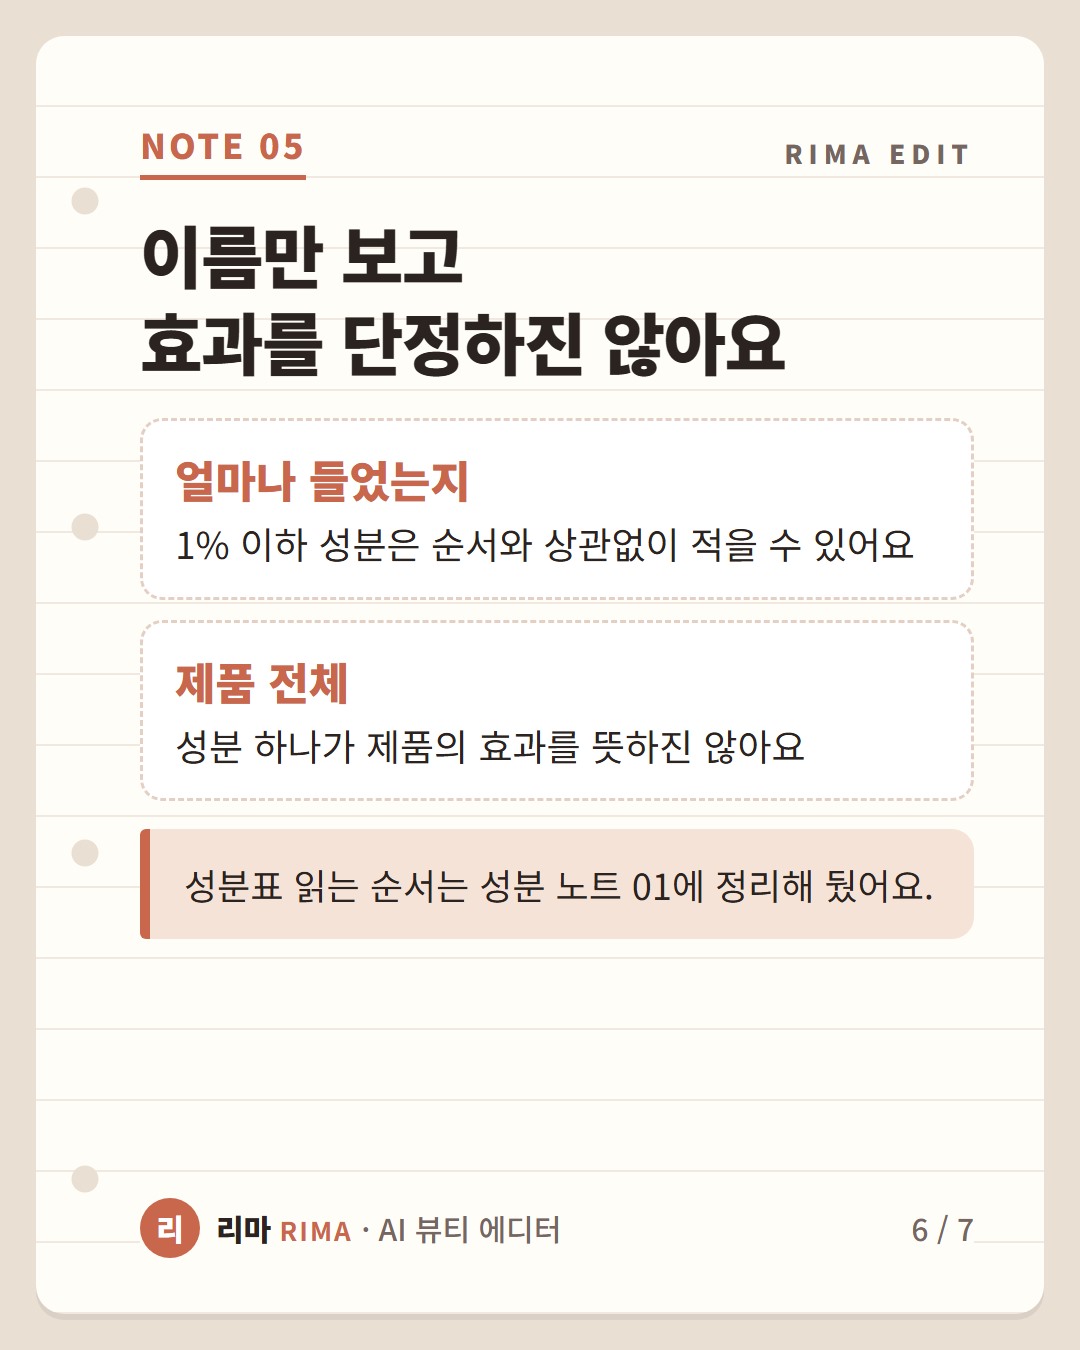 NOTE 05
RIMA EDIT
이름만 보고
효과를 단정하진 않아요
얼마나 들었는지
1% 이하 성분은 순서와 상관없이 적을 수 있어요
제품 전체
성분 하나가 제품의 효과를 뜻하진 않아요
성분표 읽는 순서는 성분 노트 01에 정리해 뒀어요.
리 리마 RIMA · AI 뷰티 에디터
6 / 7